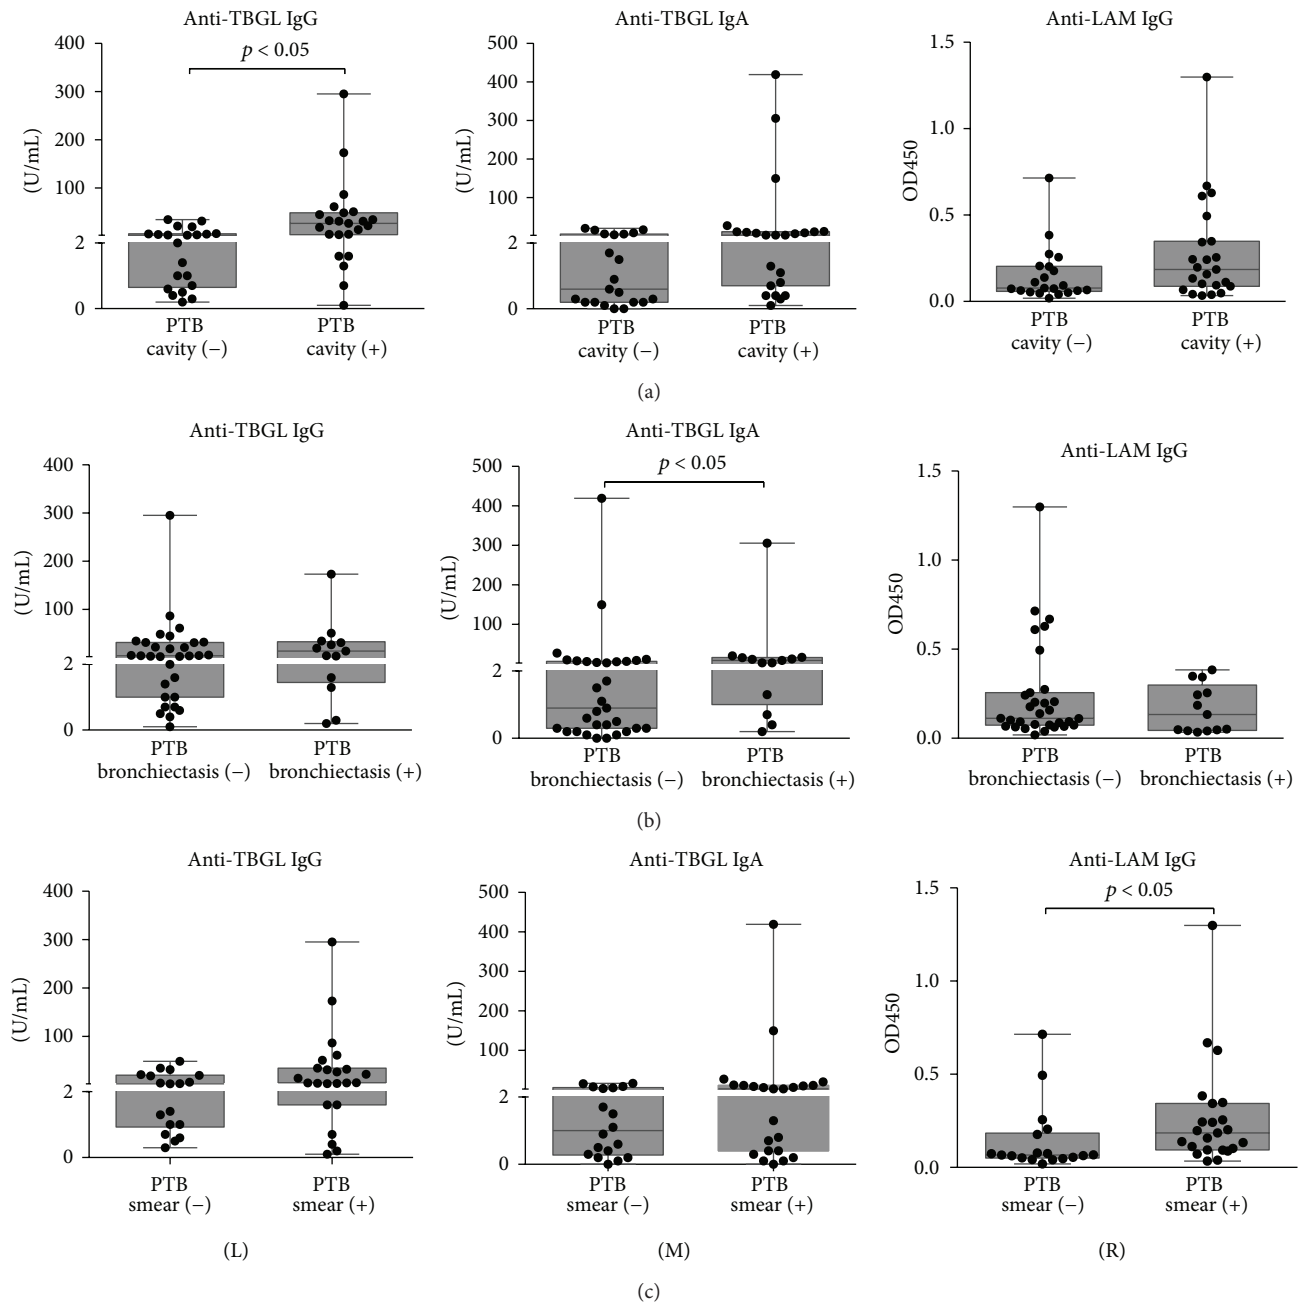 Anti-TBGL IgG
Anti-TBGL IgA
Anti-LAM IgG
p < 0.05
(U/mL)
400
300
200
100
2
0
PTB
cavity (−)
PTB
cavity (+)
(U/mL)
500
400
300
200
100
2
0
PTB
cavity (−)
PTB
cavity (+)
OD450
1.5
1.0
0.5
0.0
PTB
cavity (−)
PTB
cavity (+)
(a)
Anti-TBGL IgG
Anti-TBGL IgA
Anti-LAM IgG
(U/mL)
400
300
200
100
2
0
PTB
bronchiectasis (−)
PTB
bronchiectasis (+)
p < 0.05
(U/mL)
500
400
300
200
100
2
0
PTB
bronchiectasis (−)
PTB
bronchiectasis (+)
OD450
1.5
1.0
0.5
0.0
PTB
bronchiectasis (−)
PTB
bronchiectasis (+)
(b)
Anti-TBGL IgG
Anti-TBGL IgA
Anti-LAM IgG
(U/mL)
400
300
200
100
2
0
PTB
smear (−)
PTB
smear (+)
(U/mL)
500
400
300
200
100
2
0
PTB
smear (−)
PTB
smear (+)
p < 0.05
OD450
1.5
1.0
0.5
0.0
PTB
smear (−)
PTB
smear (+)
(L)
(M)
(R)
(c)